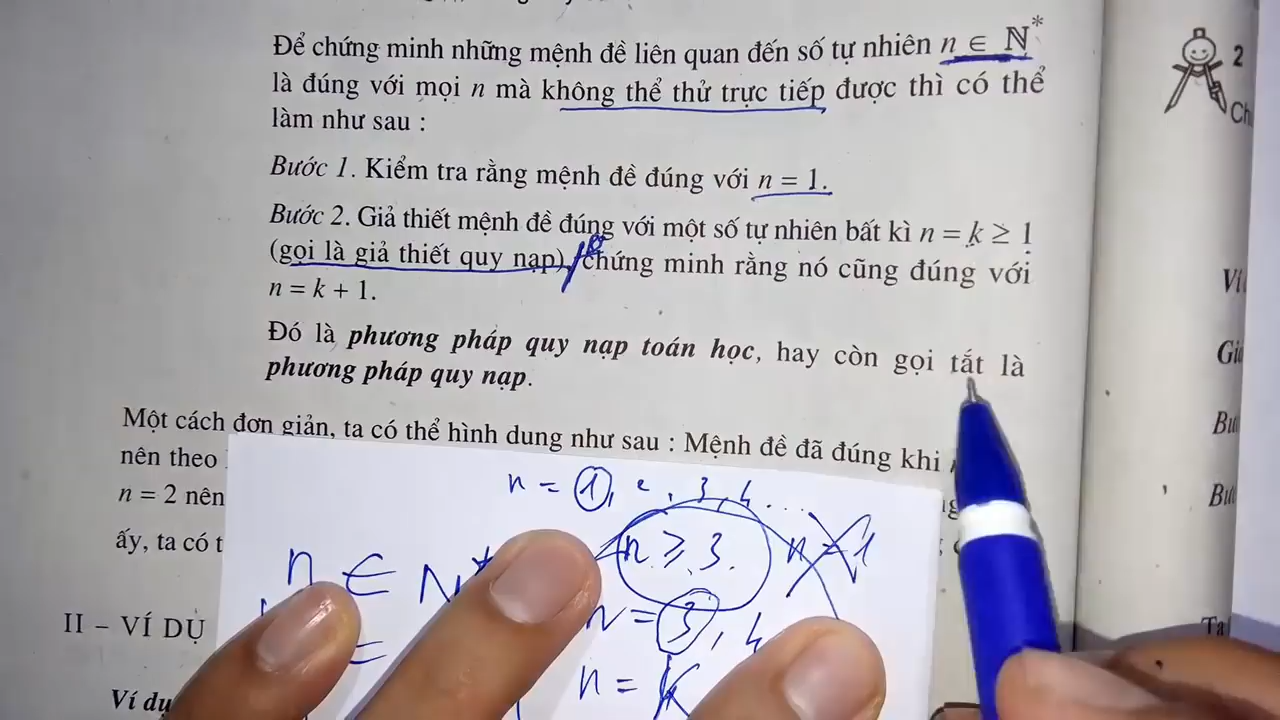 Để chứng minh những mệnh đề liên quan đến số tự nhiên n ∈ N*
là đúng với mọi n mà không thể thử trực tiếp được thì có thể
làm như sau :
Bước 1. Kiểm tra rằng mệnh đề đúng với n = 1.
Bước 2. Giả thiết mệnh đề đúng với một số tự nhiên bất kì n = k ≥ 1
(gọi là giả thiết quy nạp), chứng minh rằng nó cũng đúng với
n = k + 1.
Đó là phương pháp quy nạp toán học, hay còn gọi tắt là
phương pháp quy nạp.
Một cách đơn giản, ta có thể hình dung như sau : Mệnh đề đã đúng khi
nên theo
n = 2 nên
ấy, ta có
II – VÍ DỤ
Ví dụ
n = 1, 2, 3, 4 ...
n ≥ 3. n = 1
n ∈ N*
n = 3, 4
n = k
2